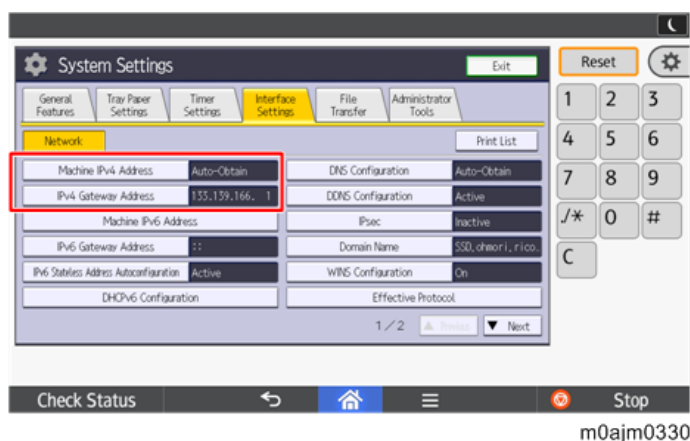 System Settings
Exit
Reset
General Features
Tray Paper Settings
Timer Settings
Interface Settings
File Transfer
Administrator Tools
Network
Print List
Machine IPv4 Address Auto-Obtain
DNS Configuration Auto-Obtain
IPv4 Gateway Address 133.139.166. 1
DDNS Configuration Active
Machine IPv6 Address
IPsec Inactive
IPv6 Gateway Address ::
Domain Name SSD.ohmori.rico.
IPv6 Stateless Address Autoconfiguration Active
WINS Configuration On
DHCPv6 Configuration
Effective Protocol
1/2 ▲ Previous ▼ Next
1 2 3
4 5 6
7 8 9
./* 0 #
C
Check Status
Stop
m0ajm0330